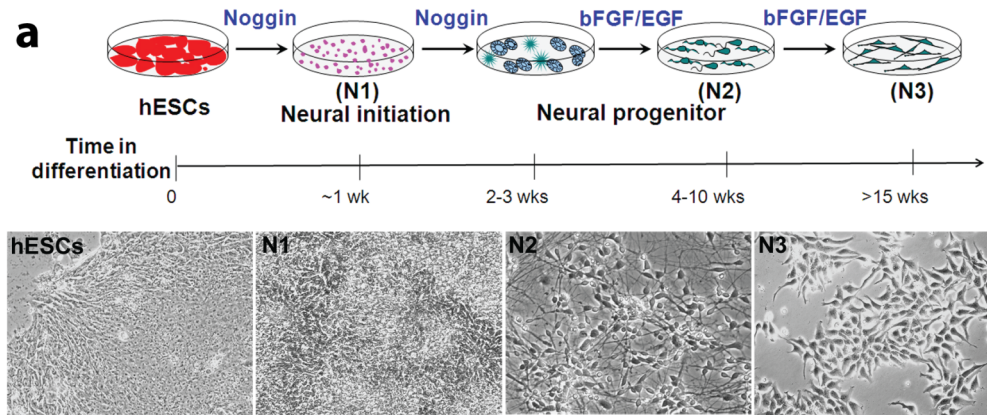 a
Noggin
Noggin
bFGF/EGF
bFGF/EGF
hESCs
(N1)
Neural initiation
Neural progenitor
(N2)
(N3)
Time in
differentiation
0
~1 wk
2-3 wks
4-10 wks
>15 wks
hESCs
N1
N2
N3